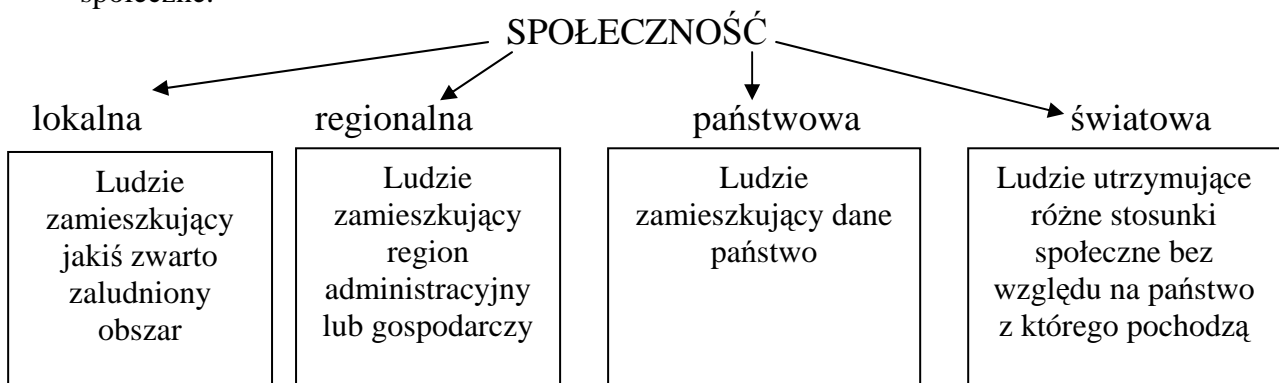 społeczne.
SPOŁECZNOŚĆ
lokalna
regionalna
państwowa
światowa
Ludzie
zamieszkujący
jakiś zwarto
zaludniony
obszar
Ludzie
zamieszkujący
region
administracyjny
lub gospodarczy
Ludzie
zamieszkujący dane
państwo
Ludzie utrzymujące
różne stosunki
społeczne bez
względu na państwo
z którego pochodzą